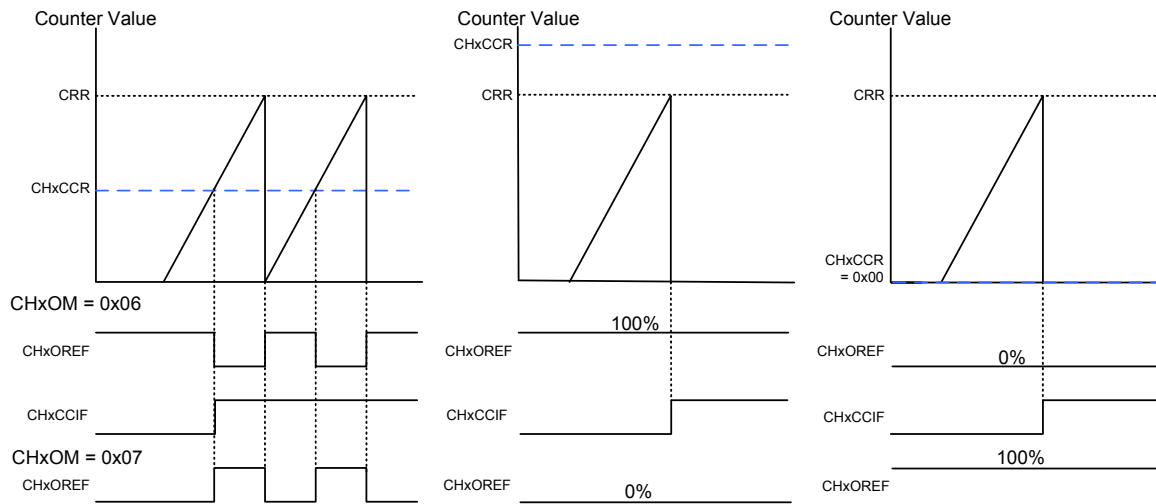 Counter Value
CRR
CHxCCR
CHxOM = 0x06
CHxOREF
CHxCCIF
CHxOM = 0x07
CHxOREF
Counter Value
CHxCCR
CRR
100%
CHxOREF
CHxCCIF
CHxOREF
0%
Counter Value
CRR
CHxCCR
= 0x00
CHxOREF
0%
CHxCCIF
100%
CHxOREF